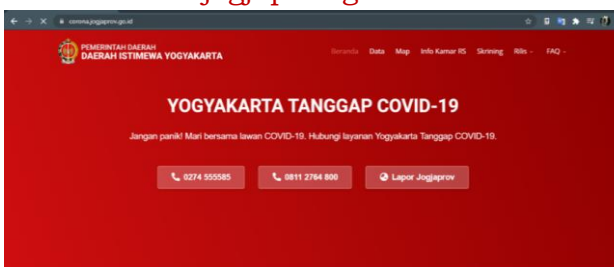 corona.jogjaprov.go.id
PEMERINTAH DAERAH
DAERAH ISTIMEWA YOGYAKARTA
Beranda Data Map Info Kamar RS Skrining Rilis FAQ
YOGYAKARTA TANGGAP COVID-19
Jangan panik! Mari bersama lawan COVID-19. Hubungi layanan Yogyakarta Tanggap COVID-19.
0274 555585 0811 2764 800 Lapor Jogjaprov